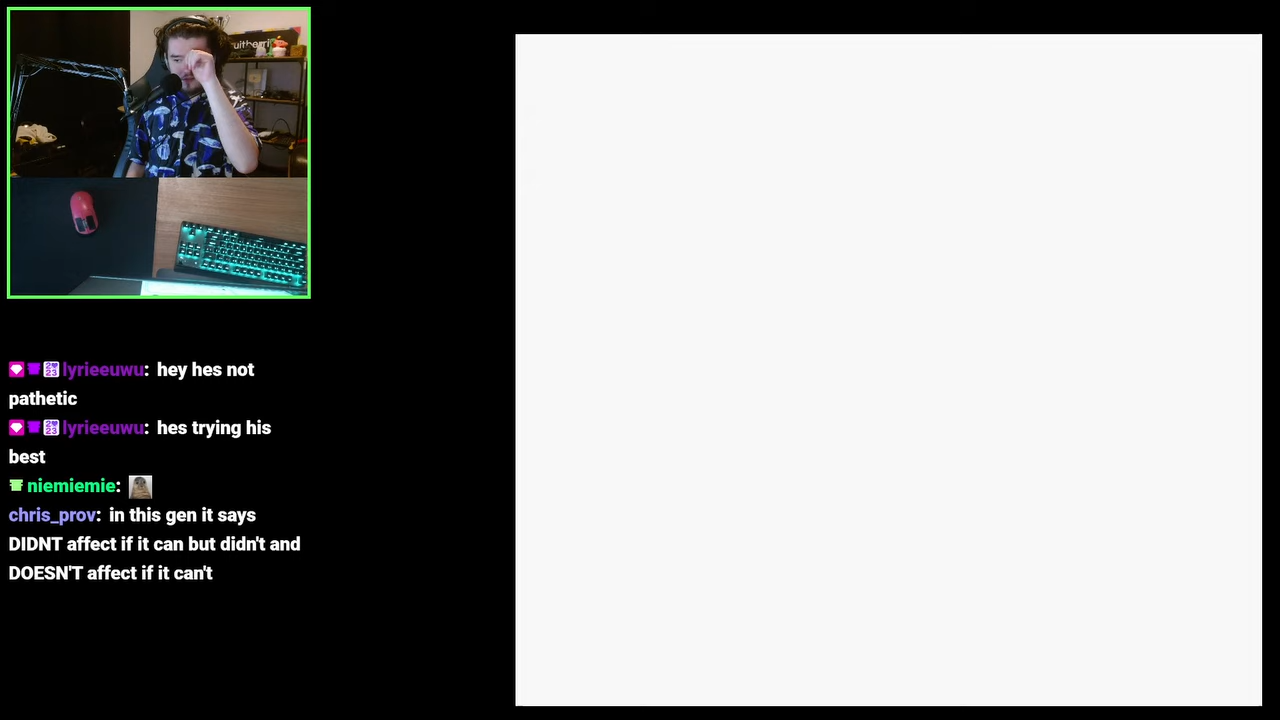 lyrieeuwu: hey hes not
pathetic
lyrieeuwu: hes trying his
best
niemiemie:
chris_prov: in this gen it says
DIDNT affect if it can but didn't and
DOESN'T affect if it can't